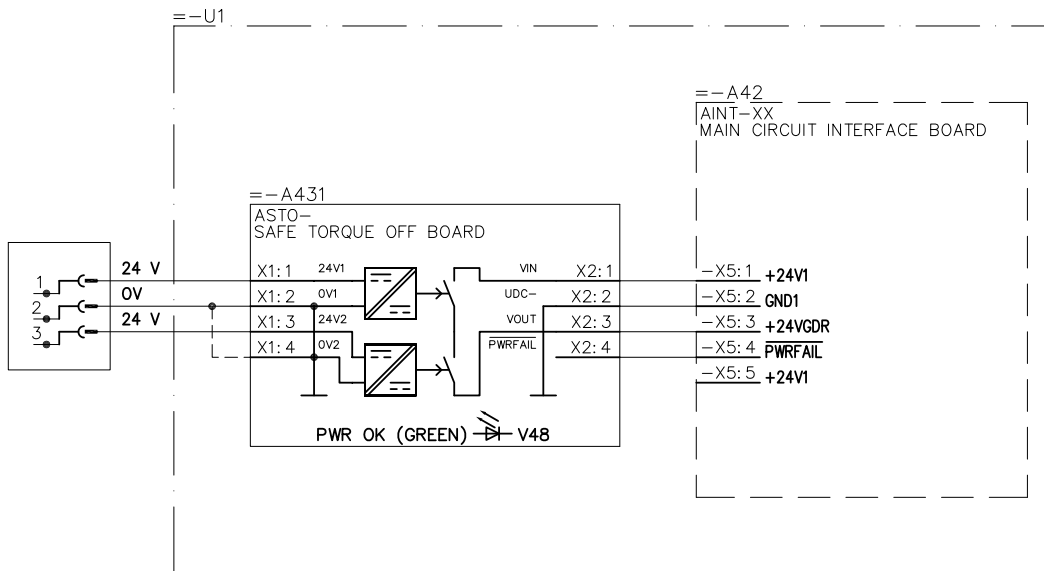 =-U1
=-A42
AINT-XX
MAIN CIRCUIT INTERFACE BOARD
=-A431
ASTO-
SAFE TORQUE OFF BOARD
1 24 V X1:1 24V1 VIN X2:1 -X5:1 +24V1
2 0V X1:2 0V1 UDC- X2:2 -X5:2 GND1
3 24 V X1:3 24V2 VOUT X2:3 -X5:3 +24VGDR
X1:4 0V2 PWRFAIL X2:4 -X5:4 PWRFAIL
-X5:5 +24V1
PWR OK (GREEN) V48